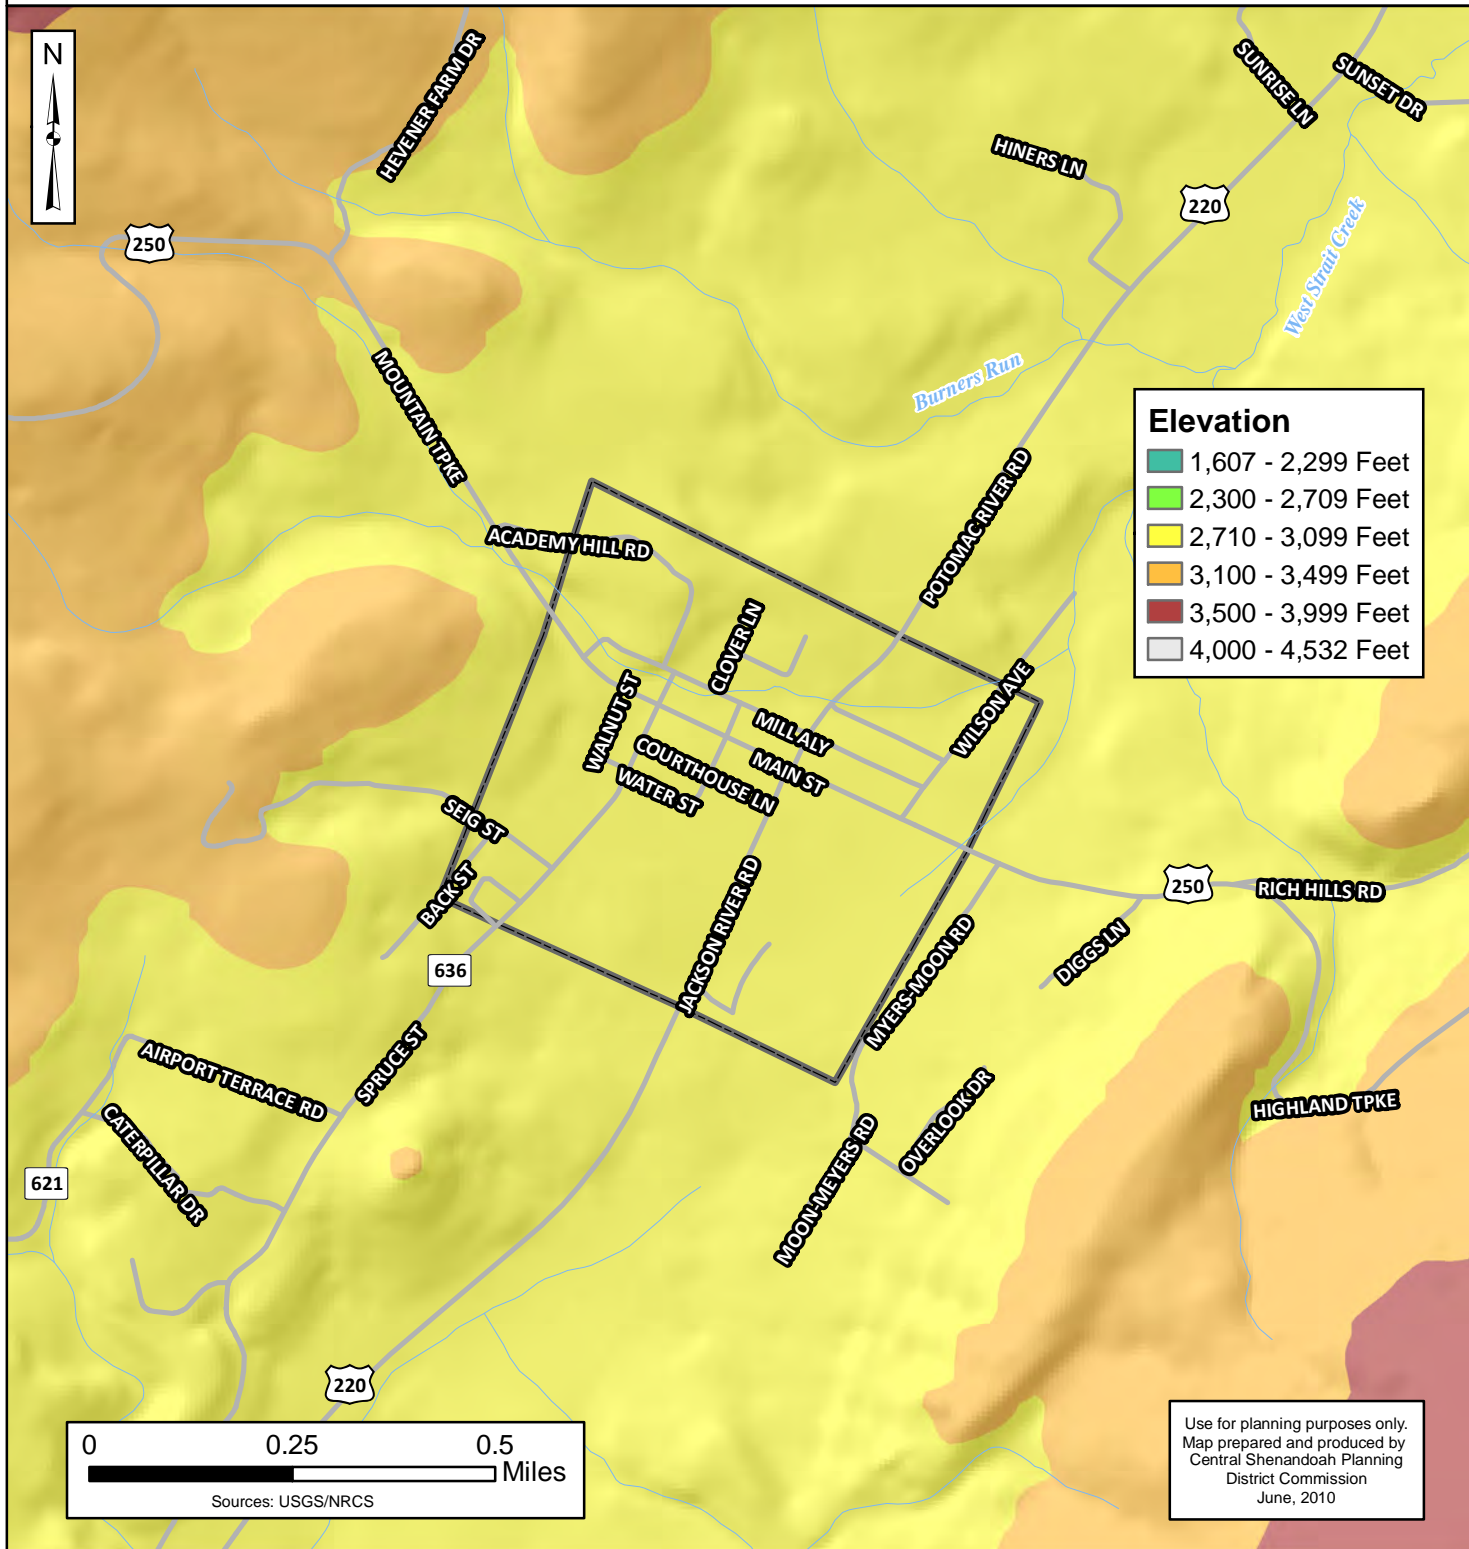 N
HEVENER FARM DR
SUNRISE LN
SUNSET DR
HINERS LN
220
250
West Strait Creek
MOUNTAIN TPKE
Burners Run
Elevation
1,607 - 2,299 Feet
2,300 - 2,709 Feet
2,710 - 3,099 Feet
3,100 - 3,499 Feet
3,500 - 3,999 Feet
4,000 - 4,532 Feet
POTOMAC RIVER RD
ACADEMY HILL RD
CLOVER LN
WALNUT ST
WILSON AVE
MILL ALY
MAIN ST
COURTHOUSE LN
WATER ST
SEIG ST
BACK ST
JACKSON RIVER RD
250
RICH HILLS RD
DIGGS LN
MYERS-MOON RD
636
SPRUCE ST
AIRPORT TERRACE RD
CATERPILLAR DR
OVERLOOK DR
HIGHLAND TPKE
MOON-MEYERS RD
621
220
0 0.25 0.5
Miles
Sources: USGS/NRCS
Use for planning purposes only.
Map prepared and produced by
Central Shenandoah Planning
District Commission
June, 2010